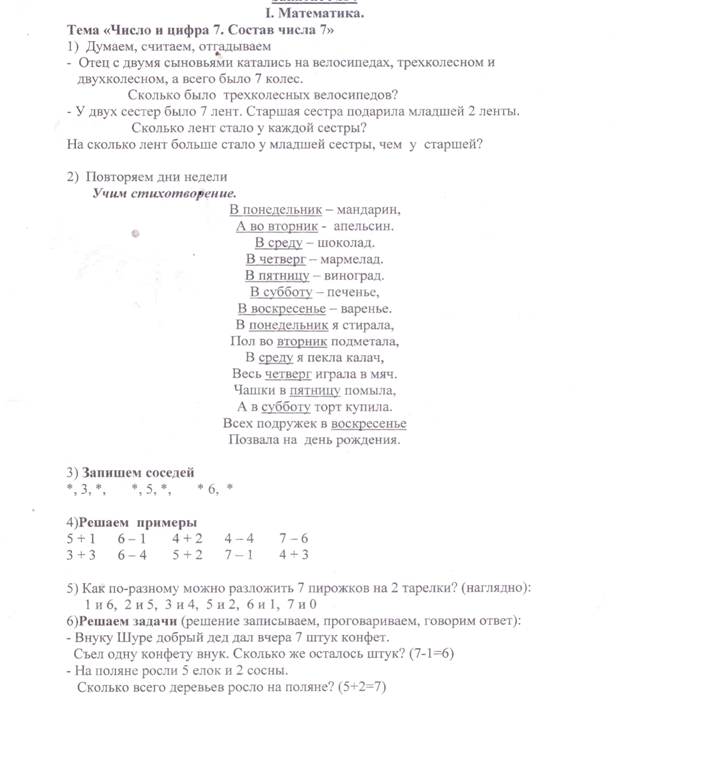 I. Математика.
Тема «Число и цифра 7. Состав числа 7»
1) Думаем, считаем, отгадываем
- Отец с двумя сыновьями катались на велосипедах, трехколесном и
двухколесном, а всего было 7 колес.
Сколько было трехколесных велосипедов?
- У двух сестер было 7 лент. Старшая сестра подарила младшей 2 ленты.
Сколько лент стало у каждой сестры?
На сколько лент больше стало у младшей сестры, чем у старшей?
2) Повторяем дни недели
Учим стихотворение.
В понедельник – мандарин,
А во вторник - апельсин.
В среду – шоколад.
В четверг – мармелад.
В пятницу – виноград.
В субботу – печенье,
В воскресенье – варенье.
В понедельник я стирала,
Пол во вторник подметала,
В среду я пекла калач,
Весь четверг играла в мяч.
Чашки в пятницу помыла,
А в субботу торт купила.
Всех подружек в воскресенье
Позвала на день рождения.
3) Запишем соседей
*, 3, *, *, 5, *, * 6, *
4)Решаем примеры
5 + 1 6 – 1 4 + 2 4 – 4 7 – 6
3 + 3 6 – 4 5 + 2 7 – 1 4 + 3
5) Как по-разному можно разложить 7 пирожков на 2 тарелки? (наглядно):
1 и 6, 2 и 5, 3 и 4, 5 и 2, 6 и 1, 7 и 0
6)Решаем задачи (решение записываем, проговариваем, говорим ответ):
- Внуку Шуре добрый дед дал вчера 7 штук конфет.
Съел одну конфету внук. Сколько же осталось штук? (7-1=6)
- На поляне росли 5 елок и 2 сосны.
Сколько всего деревьев росло на поляне? (5+2=7)